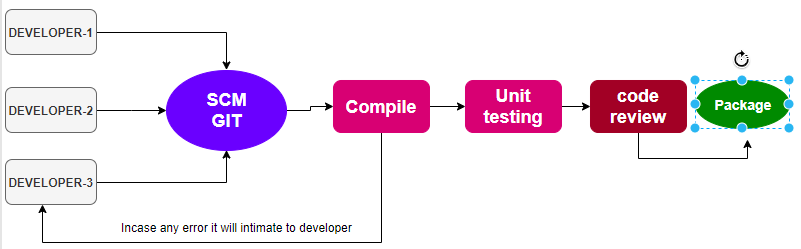 DEVELOPER-1
DEVELOPER-2
DEVELOPER-3
SCM
GIT
Compile
Unit
testing
code
review
Package
Incase any error it will intimate to developer